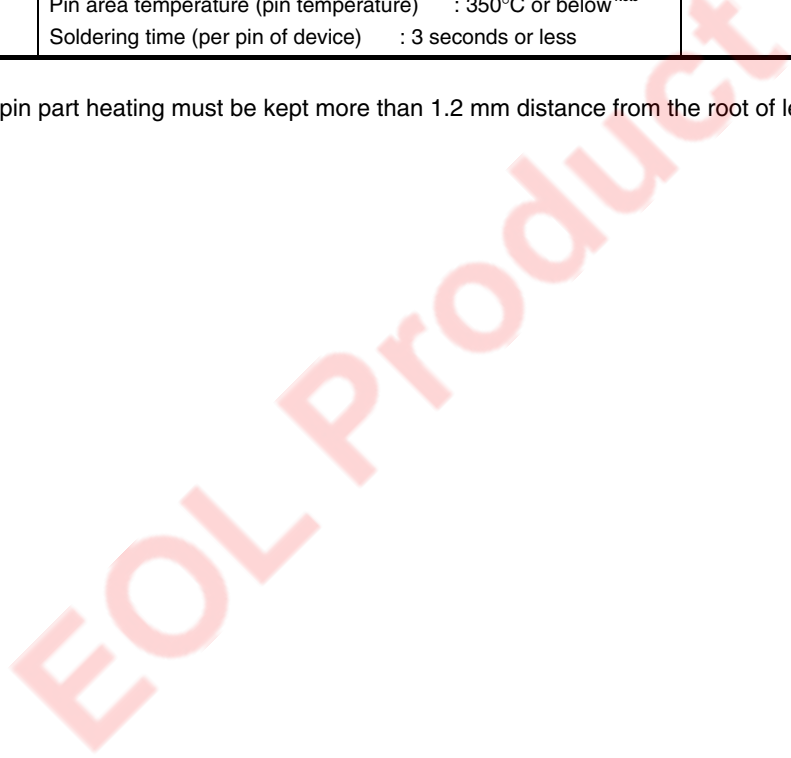 Pin area temperature (pin temperature) : 350°C or below
Soldering time (per pin of device) : 3 seconds or less
pin part heating must be kept more than 1.2 mm distance from the root of
EOL Product